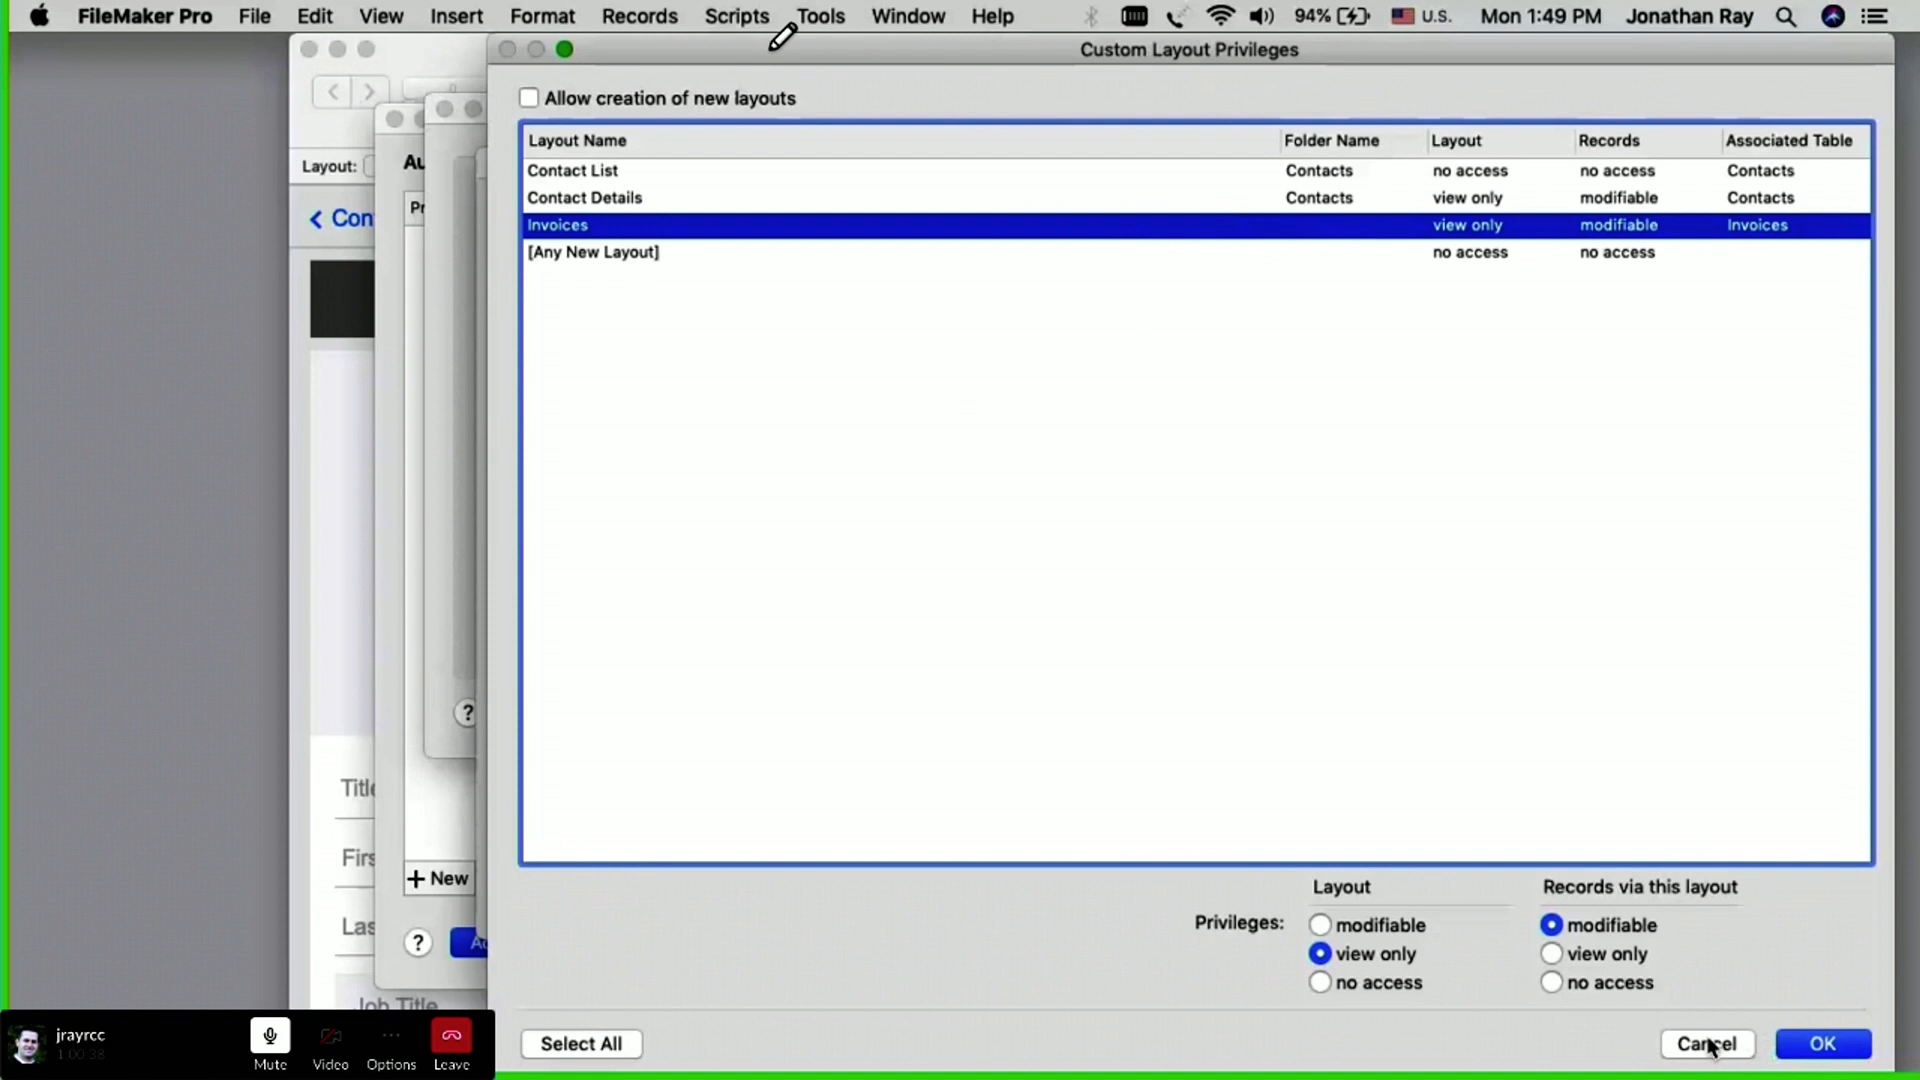 FileMaker Pro File Edit View Insert Format Records Scripts Tools Window Help 94% U.S. Mon 1:49 PM Jonathan Ray
Custom Layout Privileges
Allow creation of new layouts
Layout Name Folder Name Layout Records Associated Table
Contact List Contacts no access no access Contacts
Contact Details Contacts view only modifiable Contacts
Invoices view only modifiable Invoices
[Any New Layout] no access no access
Layout:
Au
Pr
Con
?
Title
Firs
Las
Job Title
+ New
?
Ac
Layout Records via this layout
Privileges:
modifiable modifiable
view only view only
no access no access
Select All Cancel OK
jrayrcc
1:00:38
Mute Video Options Leave